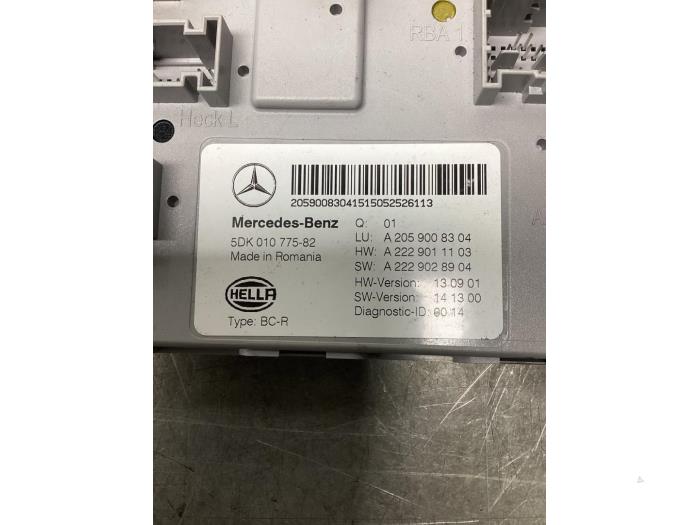 RBA 1
Heck L
20590083041515052526113
Mercedes-Benz
5DK 010 775-82
Made in Romania
HELLA
Type: BC-R
Q: 01
LU: A 205 900 83 04
HW: A 222 901 11 03
SW: A 222 902 89 04
HW-Version: 13 09 01
SW-Version: 14 13 00
Diagnostic-ID: 00 14